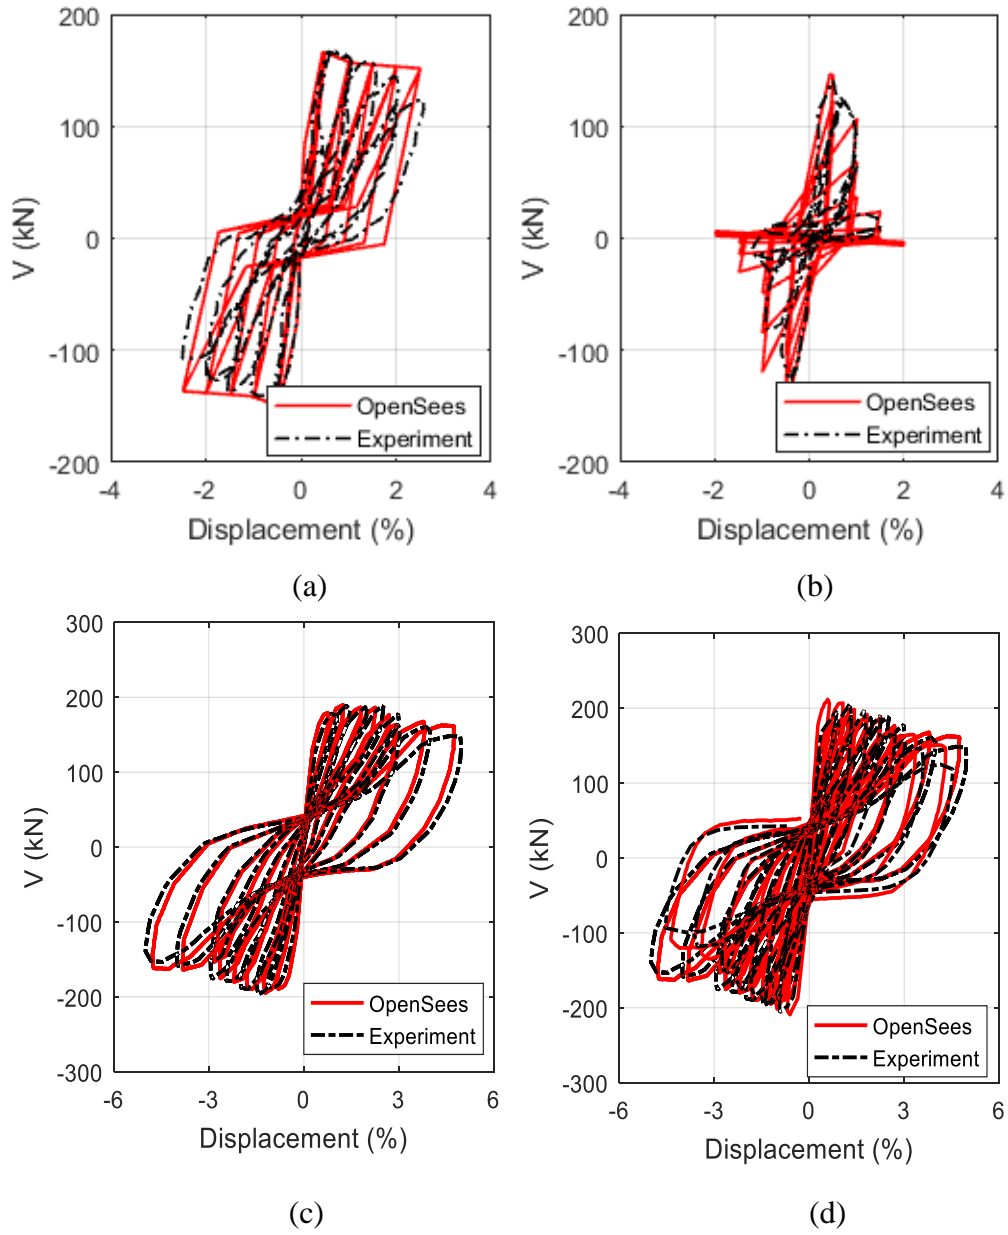 200
100
0
-100
-200
V (kN)
-4
-2
0
2
4
Displacement (%)
OpenSees
Experiment
(a)
200
100
0
-100
-200
V (kN)
-4
-2
0
2
4
Displacement (%)
OpenSees
Experiment
(b)
300
200
100
0
-100
-200
-300
V (kN)
-6
-3
0
3
6
Displacement (%)
OpenSees
Experiment
(c)
300
200
100
0
-100
-200
-300
V (kN)
-6
-3
0
3
6
Displacement (%)
OpenSees
Experiment
(d)